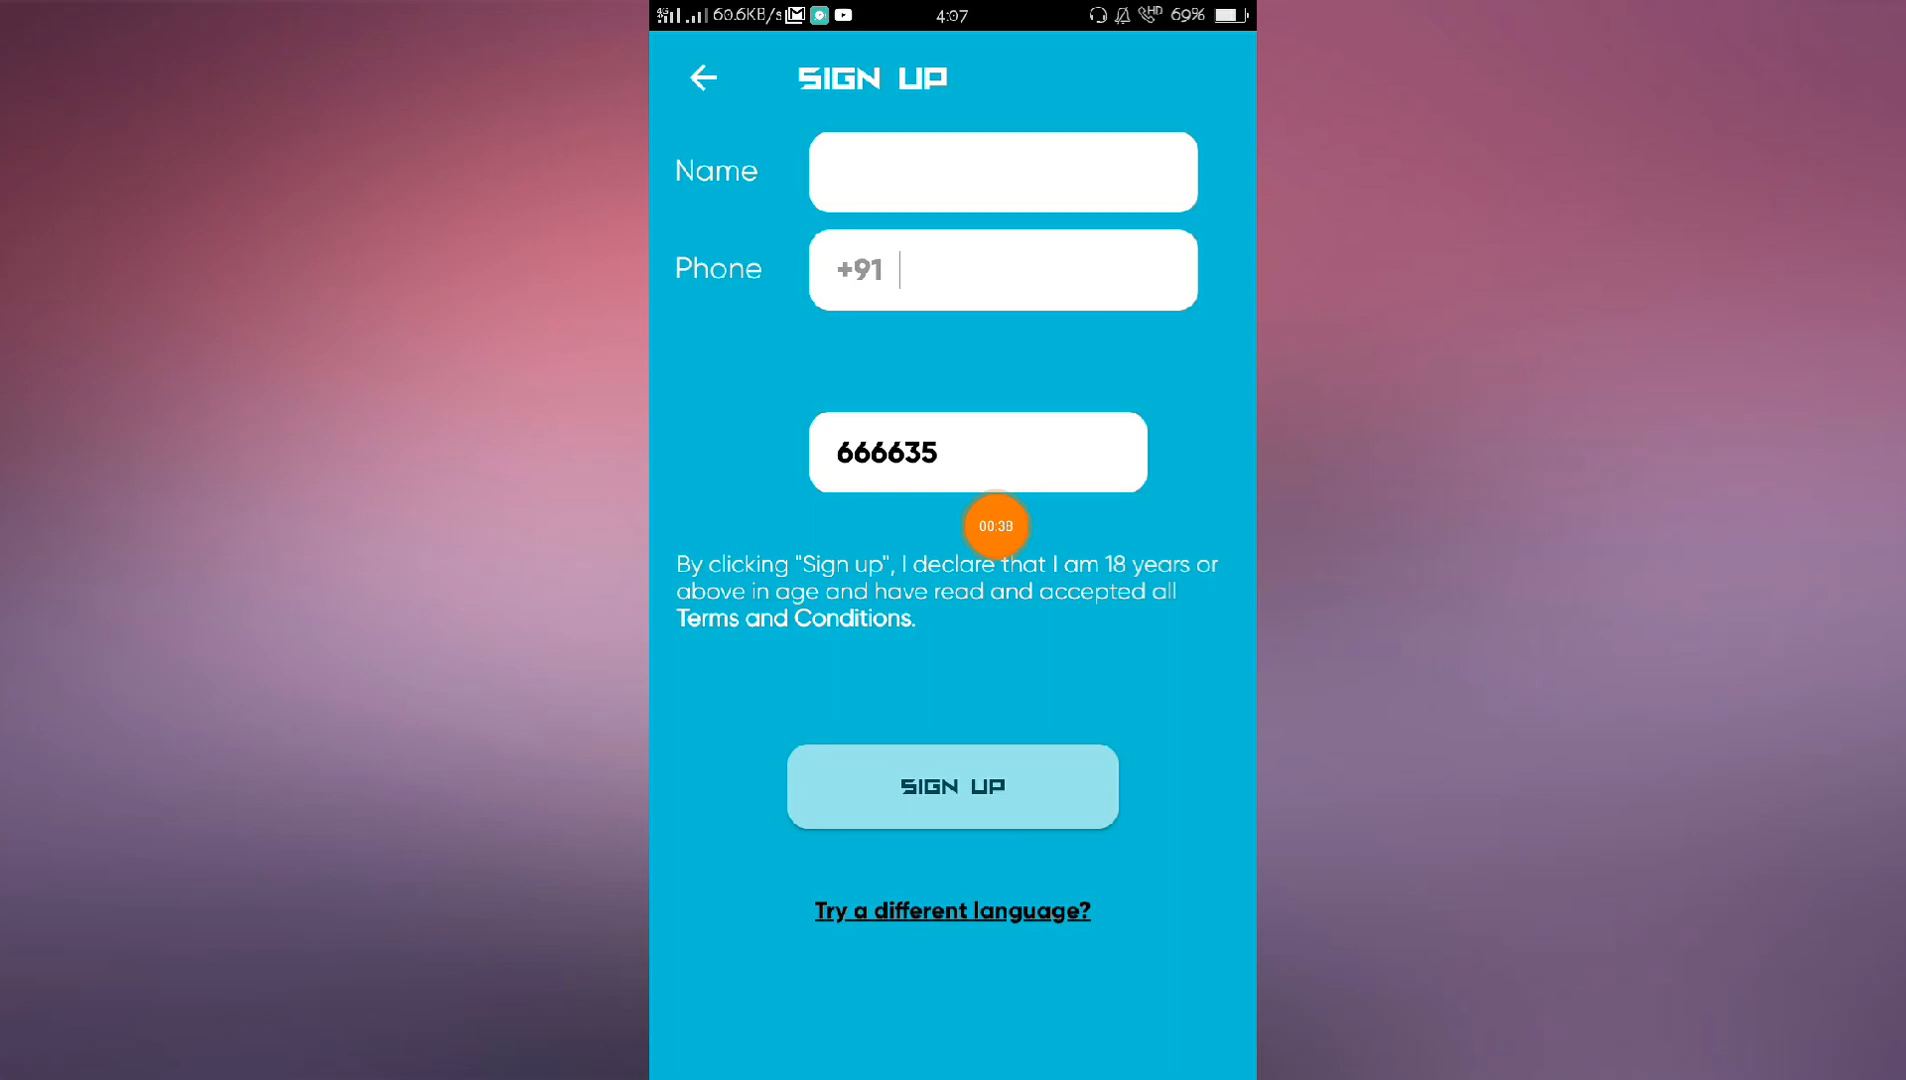 4G 60.6KB/s 4:07 HD 69%
SIGN UP
Name
Phone +91
666635
00:38
By clicking "Sign up", I declare that I am 18 years or
above in age and have read and accepted all
Terms and Conditions.
SIGN UP
Try a different language?